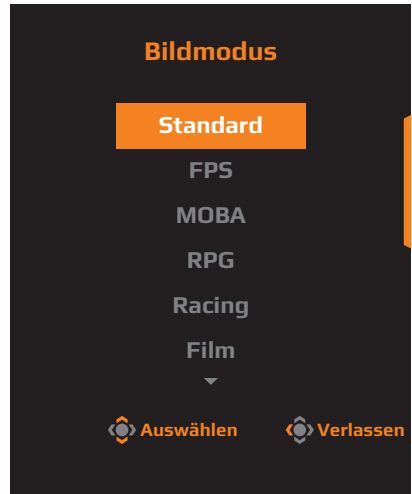 Bildmodus
Standard
FPS
MOBA
RPG
Racing
Film
Auswählen Verlassen